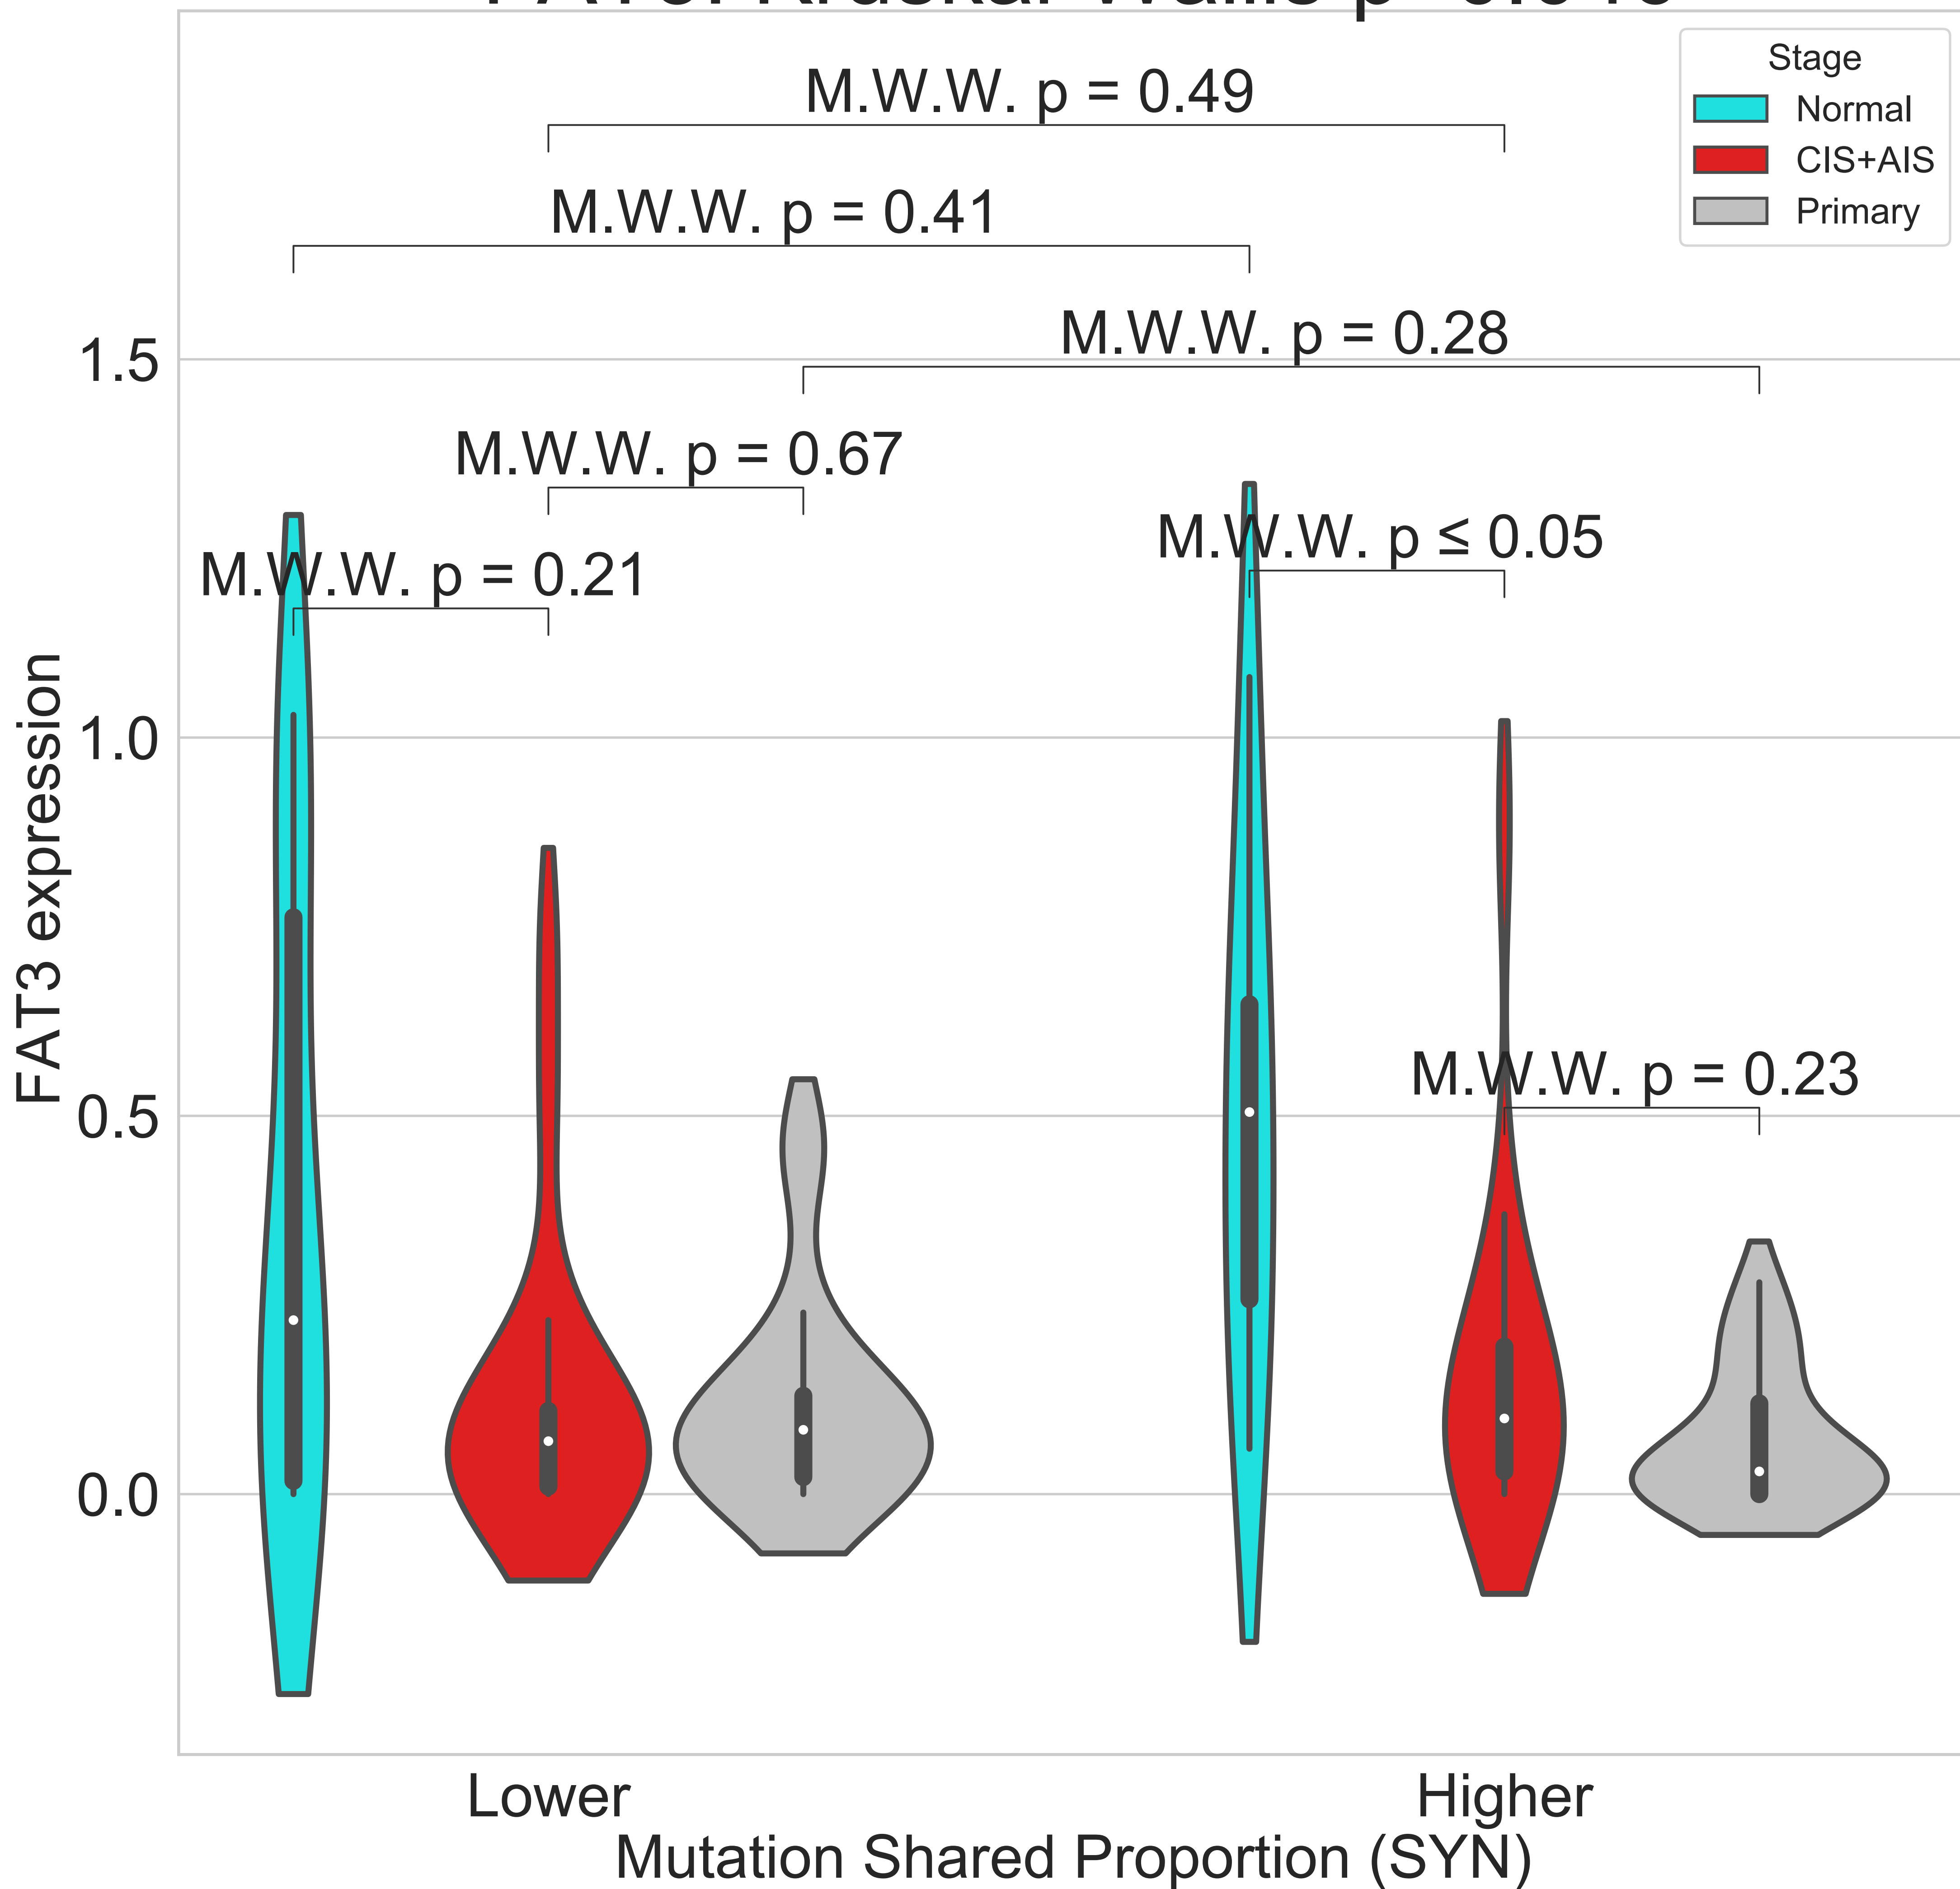 M.W.W. p = 0.49
M.W.W. p = 0.41
M.W.W. p = 0.28
M.W.W. p = 0.67
M.W.W. p = 0.21
M.W.W. p ≤ 0.05
M.W.W. p = 0.23
Stage
Normal
CIS+AIS
Primary
FAT3 expression
1.5
1.0
0.5
0.0
Lower
Higher
Mutation Shared Proportion (SYN)